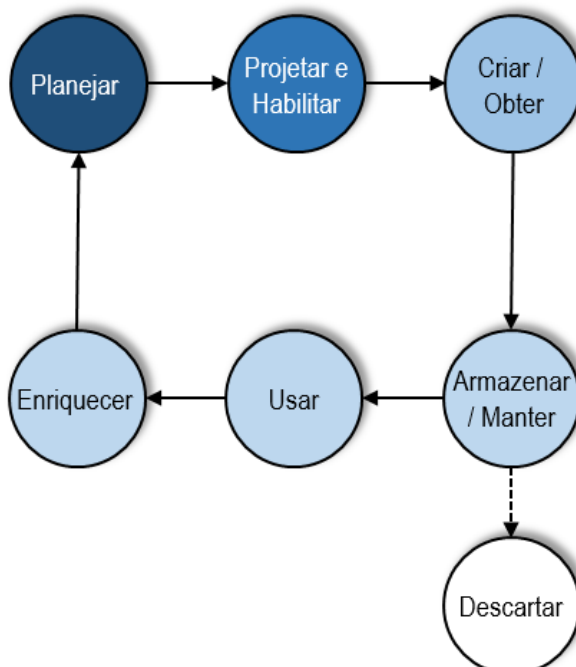 Planejar
Projetar e
Habilitar
Criar /
Obter
Enriquecer
Usar
Armazenar
/ Manter
Descartar